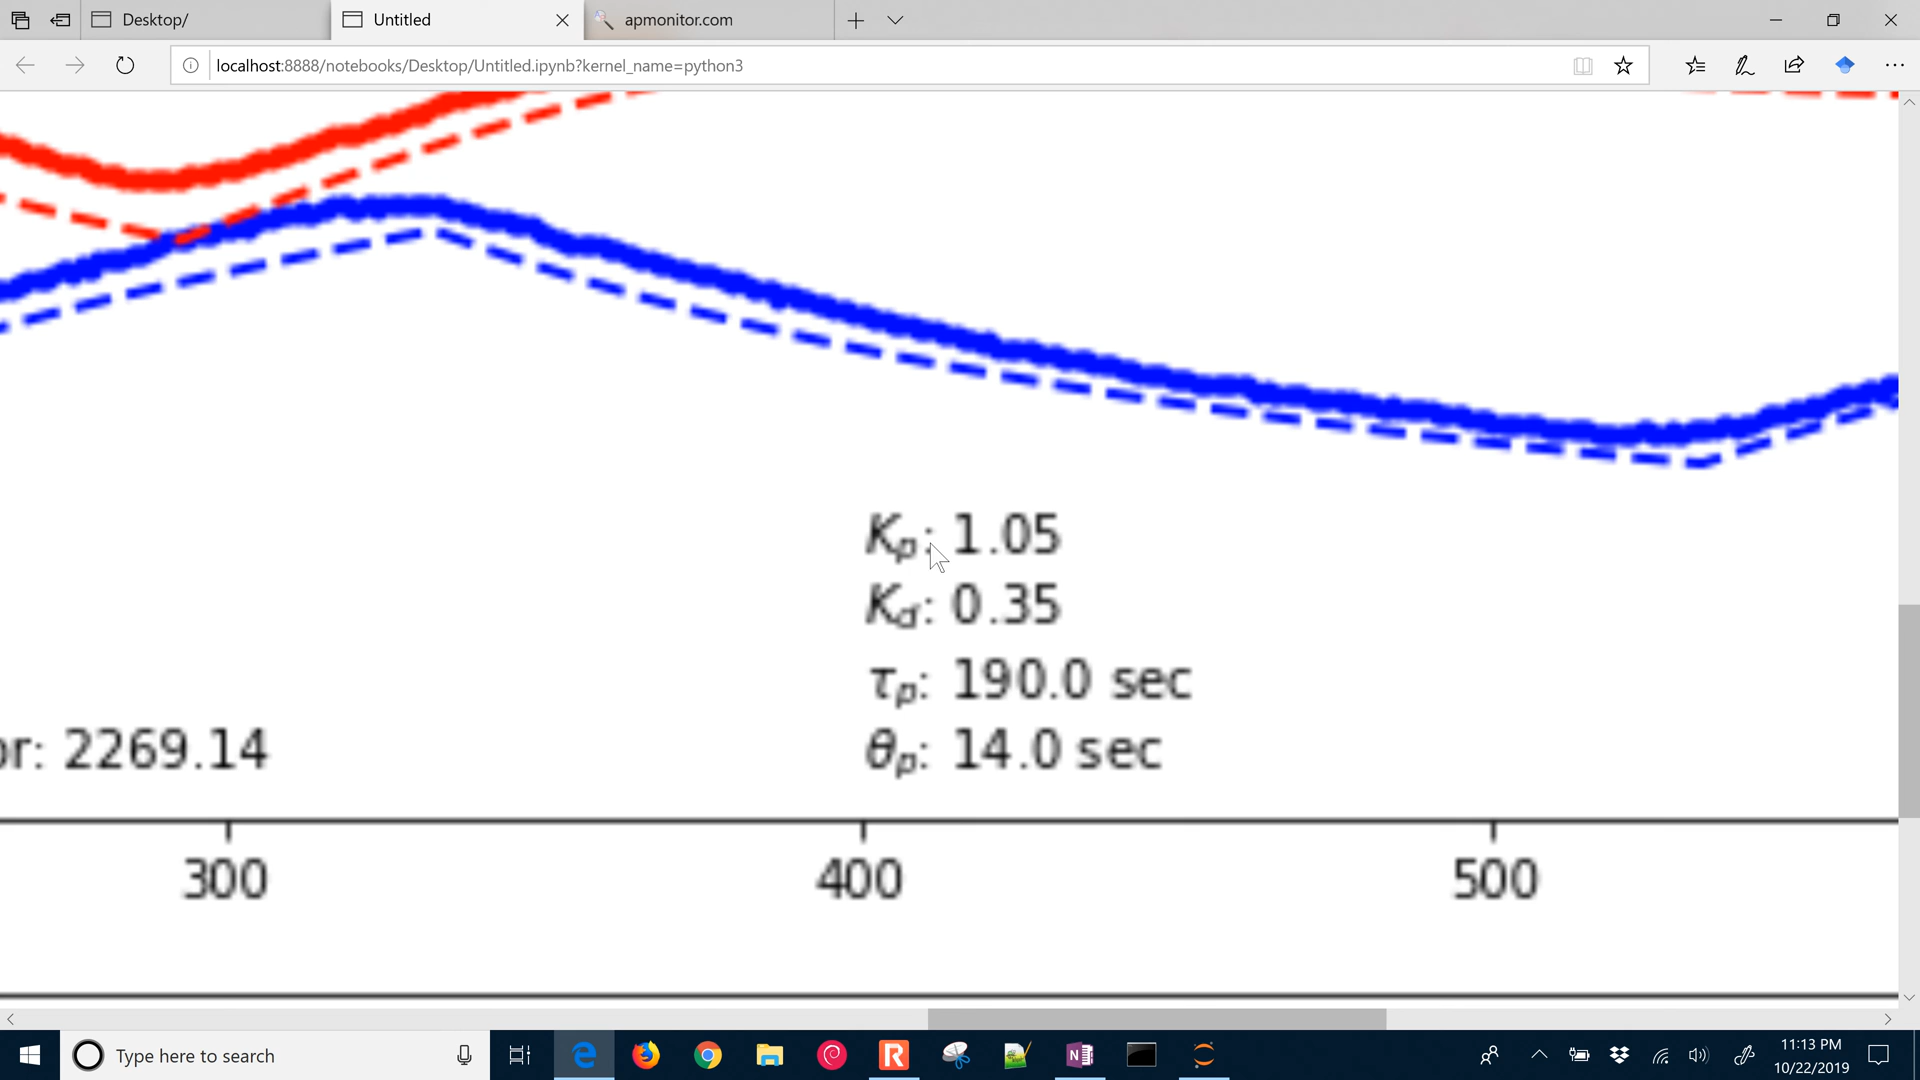 Desktop/
Untitled
apmonitor.com
localhost:8888/notebooks/Desktop/Untitled.ipynb?kernel_name=python3
Kp: 1.05
Kd: 0.35
τp: 190.0 sec
or: 2269.14
θp: 14.0 sec
300
400
500
Type here to search
11:13 PM
10/22/2019